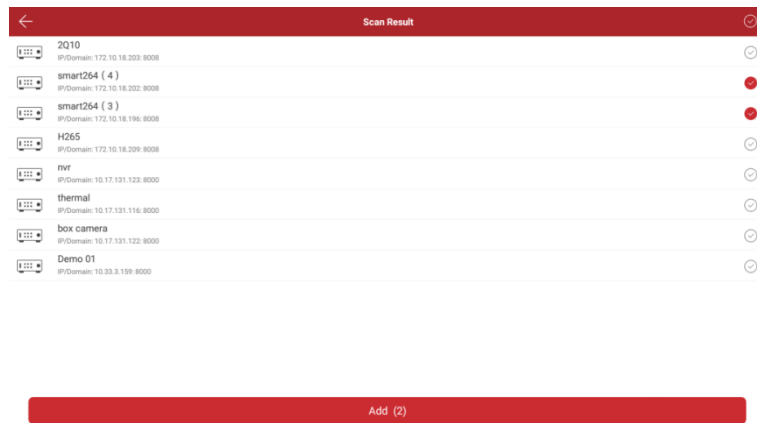 Scan Result
2Q10
IP/Domain: 172.10.18.203: 8008
smart264 ( 4 )
IP/Domain: 172.10.18.202: 8008
smart264 ( 3 )
IP/Domain: 172.10.18.196: 8008
H265
IP/Domain: 172.10.18.209: 8008
nvr
IP/Domain: 10.17.131.123: 8000
thermal
IP/Domain: 10.17.131.116: 8000
box camera
IP/Domain: 10.17.131.122: 8000
Demo 01
IP/Domain: 10.33.3.159: 8000
Add (2)